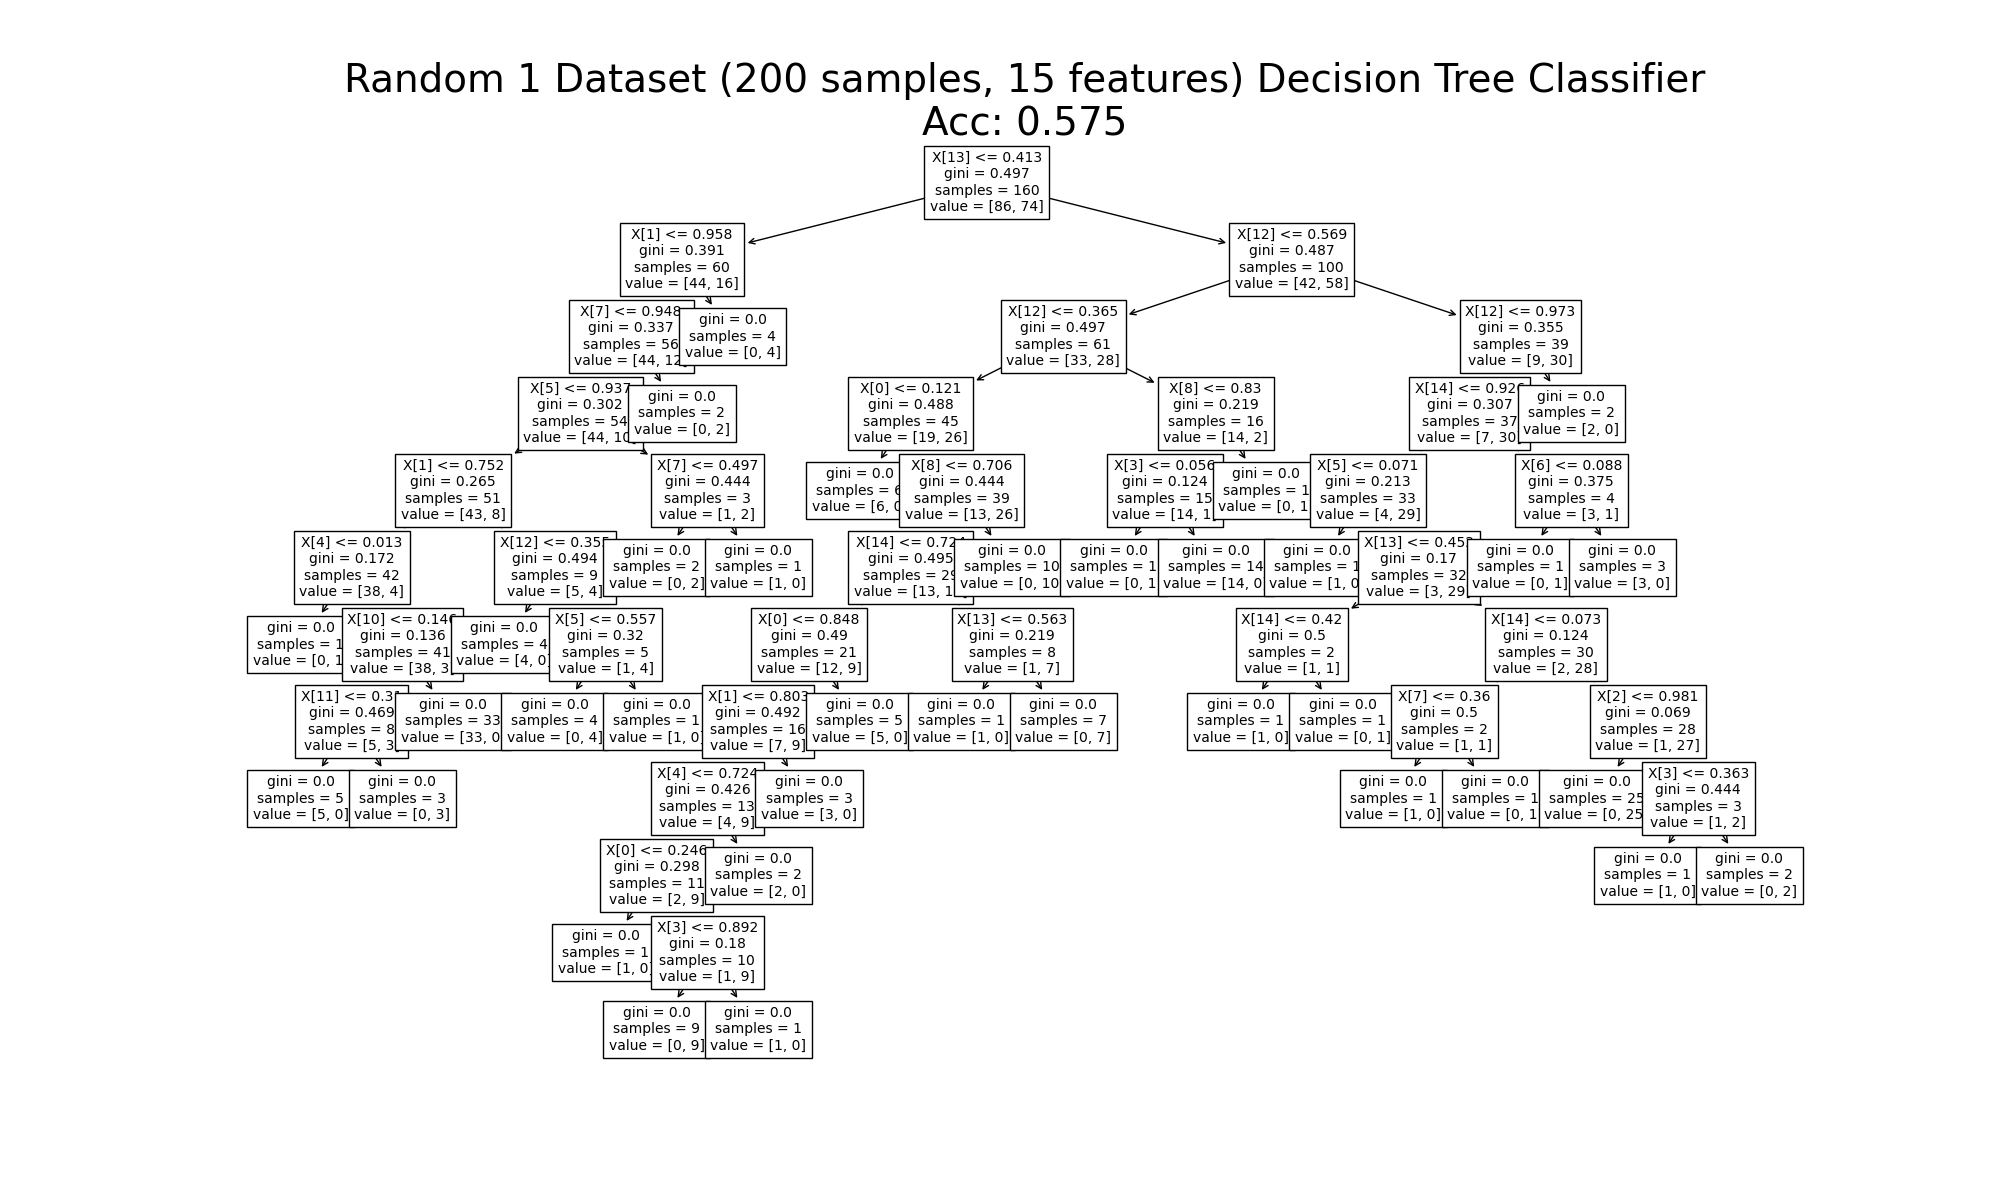 Random 1 Dataset (200 samples, 15 features) Decision Tree Classifier
Acc: 0.575
X[13] <= 0.413
gini = 0.497
samples = 160
value = [86, 74]
X[1] <= 0.958
gini = 0.391
samples = 60
value = [44, 16]
X[12] <= 0.569
gini = 0.487
samples = 100
value = [42, 58]
X[7] <= 0.948
gini = 0.337
samples = 56
value = [44, 12]
gini = 0.0
samples = 4
value = [0, 4]
X[12] <= 0.365
gini = 0.497
samples = 61
value = [33, 28]
X[12] <= 0.973
gini = 0.355
samples = 39
value = [9, 30]
X[5] <= 0.937
gini = 0.302
samples = 54
value = [44, 10]
gini = 0.0
samples = 2
value = [0, 2]
X[0] <= 0.121
gini = 0.488
samples = 45
value = [19, 26]
X[8] <= 0.83
gini = 0.219
samples = 16
value = [14, 2]
X[14] <= 0.926
gini = 0.307
samples = 37
value = [7, 30]
gini = 0.0
samples = 2
value = [2, 0]
X[1] <= 0.752
gini = 0.265
samples = 51
value = [43, 8]
X[7] <= 0.497
gini = 0.444
samples = 3
value = [1, 2]
gini = 0.0
samples = 6
value = [6, 0
X[8] <= 0.706
gini = 0.444
samples = 39
value = [13, 26]
X[3] <= 0.056
gini = 0.124
samples = 15
value = [14, 1]
gini = 0.0
samples = 1
value = [0, 1
X[5] <= 0.071
gini = 0.213
samples = 33
value = [4, 29]
X[6] <= 0.088
gini = 0.375
samples = 4
value = [3, 1]
X[4] <= 0.013
gini = 0.172
samples = 42
value = [38, 4]
X[12] <= 0.355
gini = 0.494
samples = 9
value = [5, 4]
gini = 0.0
samples = 2
value = [0, 2]
gini = 0.0
samples = 1
value = [1, 0]
X[14] <= 0.724
gini = 0.495
samples = 29
value = [13, 1
gini = 0.0
samples = 10
value = [0, 10
gini = 0.0
samples = 1
value = [0, 1
gini = 0.0
samples = 14
value = [14, 0
gini = 0.0
samples = 1
value = [1, 0
X[13] <= 0.452
gini = 0.17
samples = 32
value = [3, 29]
gini = 0.0
samples = 1
value = [0, 1]
gini = 0.0
samples = 3
value = [3, 0]
gini = 0.0
samples = 1
value = [0, 1
X[10] <= 0.146
gini = 0.136
samples = 41
value = [38, 3]
gini = 0.0
samples = 4
value = [4, 0]
X[5] <= 0.557
gini = 0.32
samples = 5
value = [1, 4]
X[0] <= 0.848
gini = 0.49
samples = 21
value = [12, 9]
X[13] <= 0.563
gini = 0.219
samples = 8
value = [1, 7]
X[14] <= 0.42
gini = 0.5
samples = 2
value = [1, 1]
X[14] <= 0.073
gini = 0.124
samples = 30
value = [2, 28]
X[11] <= 0.31
gini = 0.469
samples = 8
value = [5, 3]
gini = 0.0
samples = 33
value = [33, 0
gini = 0.0
samples = 4
value = [0, 4]
gini = 0.0
samples = 1
value = [1, 0
X[1] <= 0.803
gini = 0.492
samples = 16
value = [7, 9]
gini = 0.0
samples = 5
value = [5, 0]
gini = 0.0
samples = 1
value = [1, 0]
gini = 0.0
samples = 7
value = [0, 7]
gini = 0.0
samples = 1
value = [1, 0]
gini = 0.0
samples = 1
value = [0, 1]
X[7] <= 0.36
gini = 0.5
samples = 2
value = [1, 1]
X[2] <= 0.981
gini = 0.069
samples = 28
value = [1, 27]
gini = 0.0
samples = 5
value = [5, 0]
gini = 0.0
samples = 3
value = [0, 3]
X[4] <= 0.724
gini = 0.426
samples = 13
value = [4, 9]
gini = 0.0
samples = 3
value = [3, 0]
gini = 0.0
samples = 1
value = [1, 0]
gini = 0.0
samples = 1
value = [0, 1
gini = 0.0
samples = 25
value = [0, 25
X[3] <= 0.363
gini = 0.444
samples = 3
value = [1, 2]
X[0] <= 0.246
gini = 0.298
samples = 11
value = [2, 9]
gini = 0.0
samples = 2
value = [2, 0]
gini = 0.0
samples = 1
value = [1, 0]
gini = 0.0
samples = 2
value = [0, 2]
gini = 0.0
samples = 1
value = [1, 0]
X[3] <= 0.892
gini = 0.18
samples = 10
value = [1, 9]
gini = 0.0
samples = 9
value = [0, 9]
gini = 0.0
samples = 1
value = [1, 0]